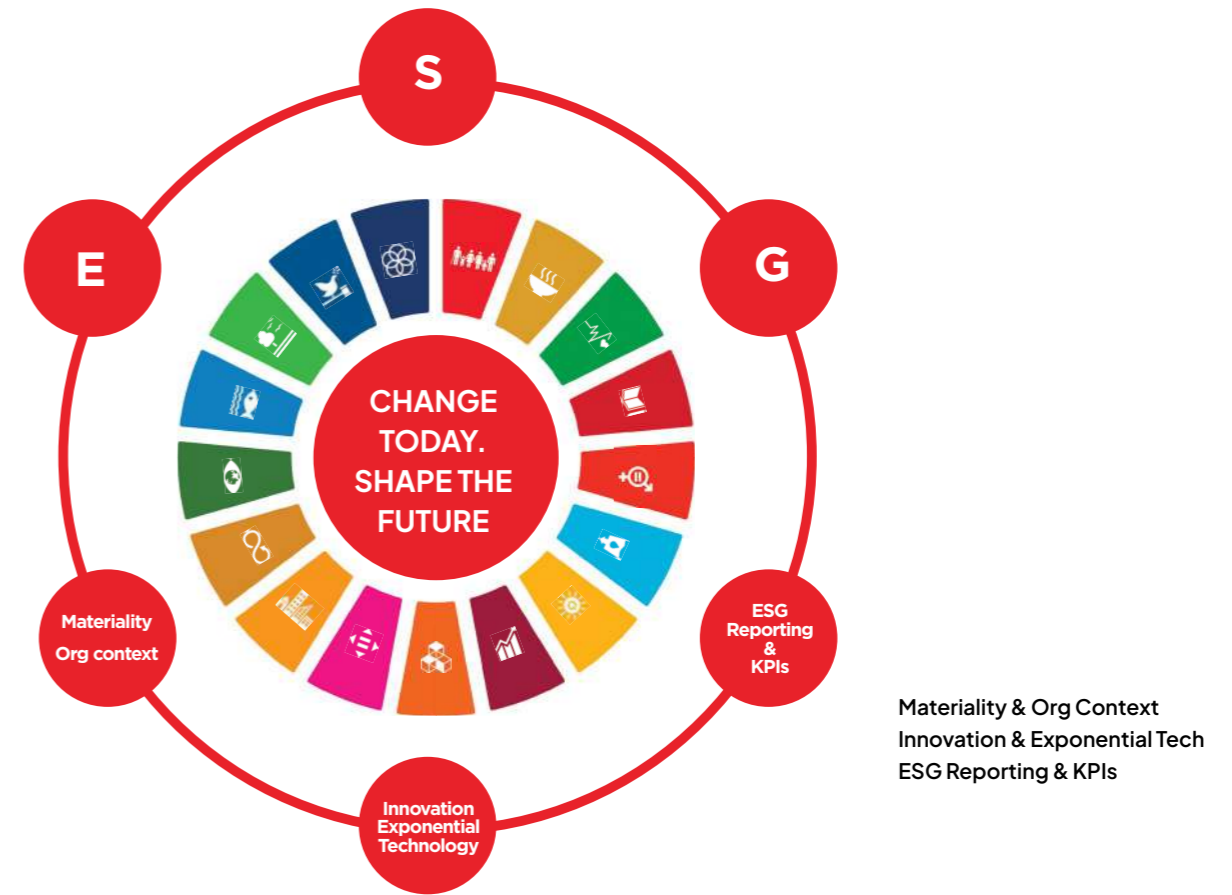 S
E
G
CHANGE
TODAY.
SHAPE THE
FUTURE
Materiality
Org context
ESG
Reporting
&
KPIs
Innovation
Exponential
Technology
Materiality & Org Context
Innovation & Exponential Tech
ESG Reporting & KPIs